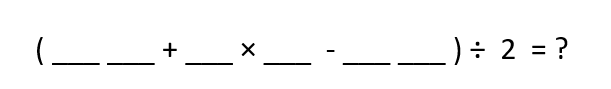 ( ___ ___ + ___ × ___ - ___ ___ ) ÷ 2 = ?